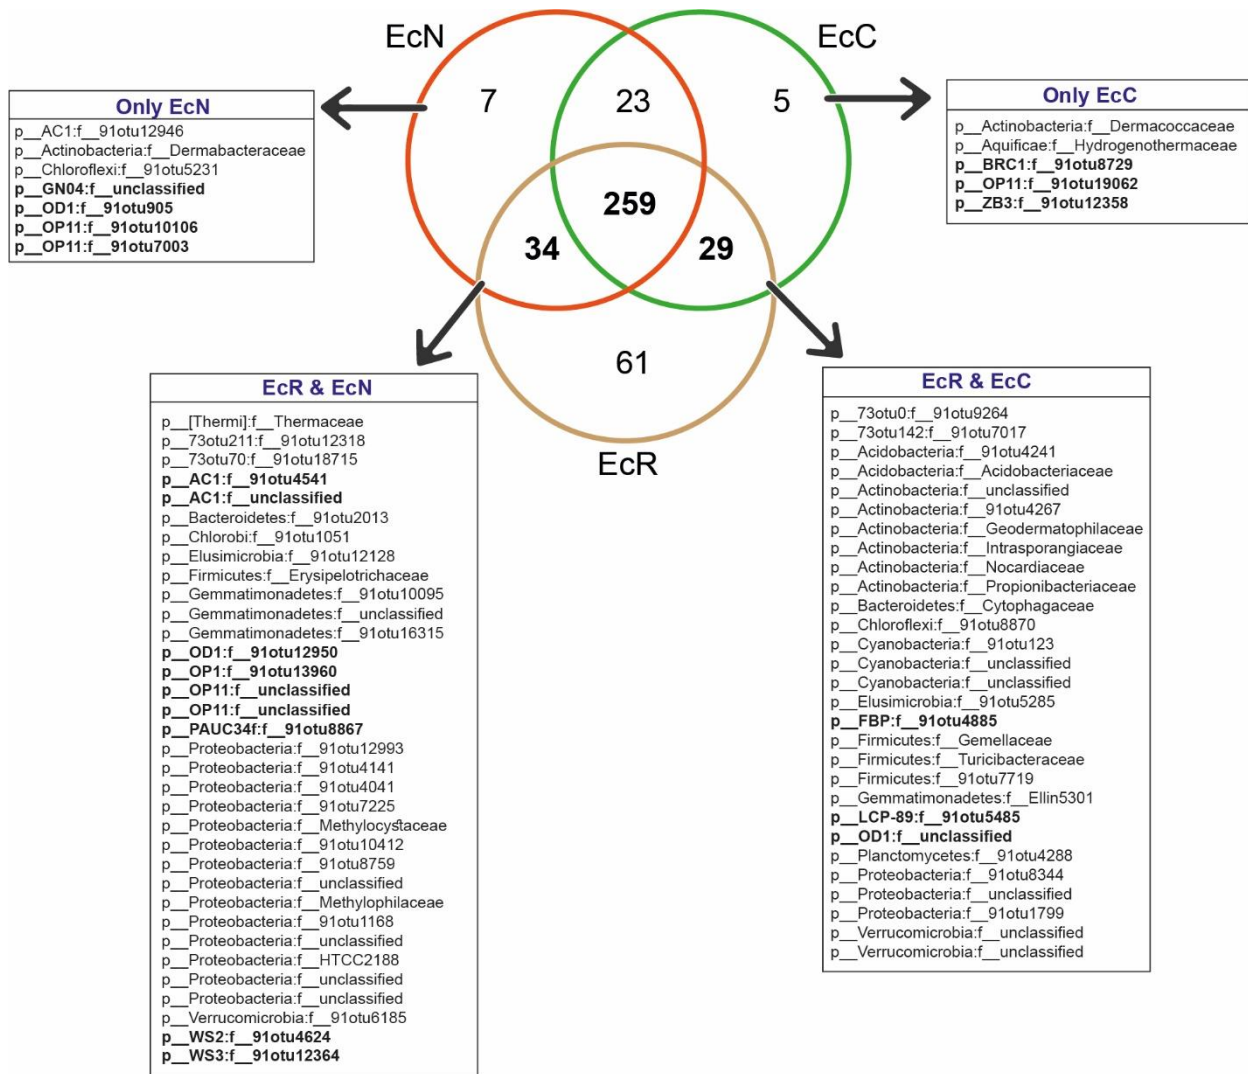 EcN
EcC
7
23
5
259
34
29
61
EcR
Only EcN
p__AC1:f__91otu12946
p__Actinobacteria:f__Dermabacteraceae
p__Chloroflexi:f__91otu5231
p__GN04:f__unclassified
p__OD1:f__91otu905
p__OP11:f__91otu10106
p__OP11:f__91otu7003
Only EcC
p__Actinobacteria:f__Dermacoccaceae
p__Aquificae:f__Hydrogenothermaceae
p__BRC1:f__91otu8729
p__OP11:f__91otu19062
p__ZB3:f__91otu12358
EcR & EcN
p__[Thermi]:f__Thermaceae
p__73otu211:f__91otu12318
p__73otu70:f__91otu18715
p__AC1:f__91otu4541
p__AC1:f__unclassified
p__Bacteroidetes:f__91otu2013
p__Chlorobi:f__91otu1051
p__Elusimicrobia:f__91otu12128
p__Firmicutes:f__Erysipelotrichaceae
p__Gemmatimonadetes:f__91otu10095
p__Gemmatimonadetes:f__unclassified
p__Gemmatimonadetes:f__91otu16315
p__OD1:f__91otu12950
p__OP1:f__91otu13960
p__OP11:f__unclassified
p__OP11:f__unclassified
p__PAUC34f:f__91otu8867
p__Proteobacteria:f__91otu12993
p__Proteobacteria:f__91otu4141
p__Proteobacteria:f__91otu4041
p__Proteobacteria:f__91otu7225
p__Proteobacteria:f__Methylocystaceae
p__Proteobacteria:f__91otu10412
p__Proteobacteria:f__91otu8759
p__Proteobacteria:f__unclassified
p__Proteobacteria:f__Methylophilaceae
p__Proteobacteria:f__91otu1168
p__Proteobacteria:f__unclassified
p__Proteobacteria:f__HTCC2188
p__Proteobacteria:f__unclassified
p__Proteobacteria:f__unclassified
p__Verrucomicrobia:f__91otu6185
p__WS2:f__91otu4624
p__WS3:f__91otu12364
EcR & EcC
p__73otu0:f__91otu9264
p__73otu142:f__91otu7017
p__Acidobacteria:f__91otu4241
p__Acidobacteria:f__Acidobacteriaceae
p__Actinobacteria:f__unclassified
p__Actinobacteria:f__91otu4267
p__Actinobacteria:f__Geodermatophilaceae
p__Actinobacteria:f__Intrasporangiaceae
p__Actinobacteria:f__Nocardiaceae
p__Actinobacteria:f__Propionibacteriaceae
p__Bacteroidetes:f__Cytophagaceae
p__Chloroflexi:f__91otu8870
p__Cyanobacteria:f__91otu123
p__Cyanobacteria:f__unclassified
p__Cyanobacteria:f__unclassified
p__Elusimicrobia:f__91otu5285
p__FBP:f__91otu4885
p__Firmicutes:f__Gemellaceae
p__Firmicutes:f__Turicibacteraceae
p__Firmicutes:f__91otu7719
p__Gemmatimonadetes:f__Ellin5301
p__LCP-89:f__91otu5485
p__OD1:f__unclassified
p__Planctomycetes:f__91otu4288
p__Proteobacteria:f__91otu8344
p__Proteobacteria:f__unclassified
p__Proteobacteria:f__91otu1799
p__Verrucomicrobia:f__unclassified
p__Verrucomicrobia:f__unclassified